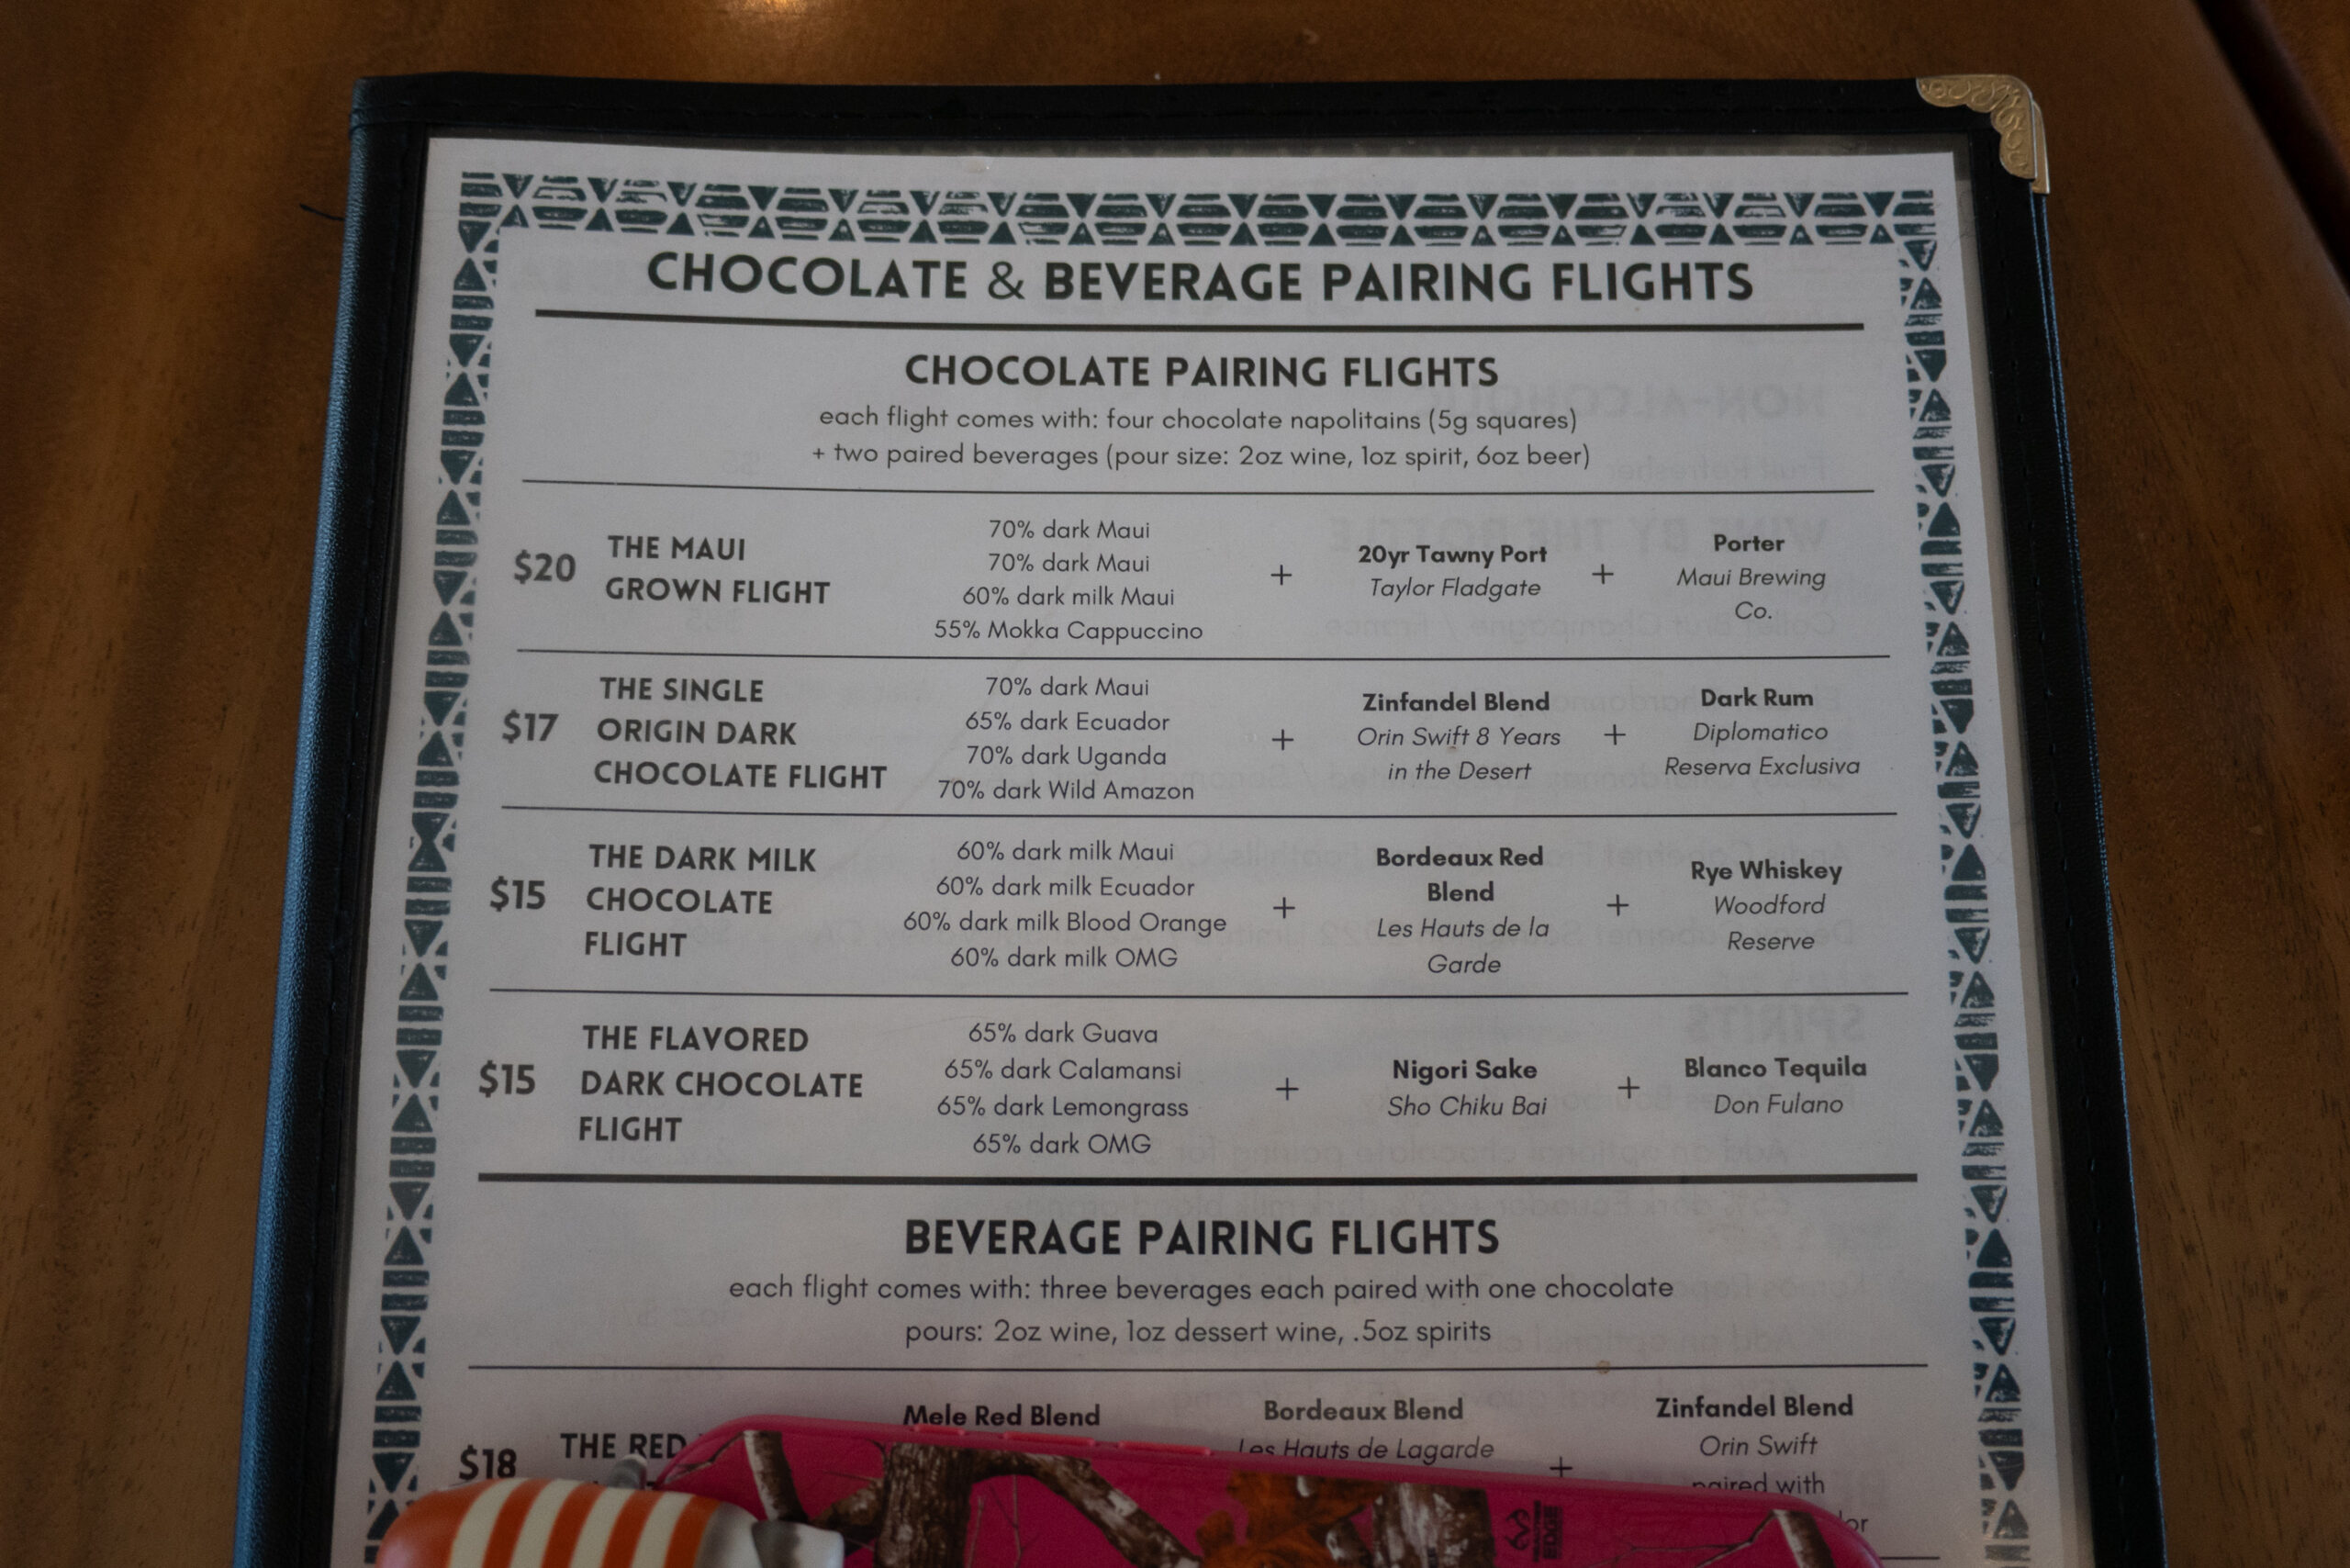 CHOCOLATE & BEVERAGE PAIRING FLIGHTS
CHOCOLATE PAIRING FLIGHTS
each flight comes with: four chocolate napolitains (5g squares)
+ two paired beverages (pour size: 2oz wine, 1oz spirit, 6oz beer)
$20
THE MAUI
GROWN FLIGHT
70% dark Maui
70% dark Maui
60% dark milk Maui
55% Mokka Cappuccino
+
20yr Tawny Port
Taylor Fladgate
+
Porter
Maui Brewing
Co.
$17
THE SINGLE
ORIGIN DARK
CHOCOLATE FLIGHT
70% dark Maui
65% dark Ecuador
70% dark Uganda
70% dark Wild Amazon
+
Zinfandel Blend
Orin Swift 8 Years
in the Desert
+
Dark Rum
Diplomatico
Reserva Exclusiva
$15
THE DARK MILK
CHOCOLATE
FLIGHT
60% dark milk Maui
60% dark milk Ecuador
60% dark milk Blood Orange
60% dark milk OMG
+
Bordeaux Red
Blend
Les Hauts de la
Garde
+
Rye Whiskey
Woodford
Reserve
$15
THE FLAVORED
DARK CHOCOLATE
FLIGHT
65% dark Guava
65% dark Calamansi
65% dark Lemongrass
65% dark OMG
+
Nigori Sake
Sho Chiku Bai
+
Blanco Tequila
Don Fulano
BEVERAGE PAIRING FLIGHTS
each flight comes with: three beverages each paired with one chocolate
pours: 2oz wine, 1oz dessert wine, .5oz spirits
$18
THE RED
Mele Red Blend
Bordeaux Blend
Les Hauts de Lagarde
+
Zinfandel Blend
Orin Swift
paired with
EDGE